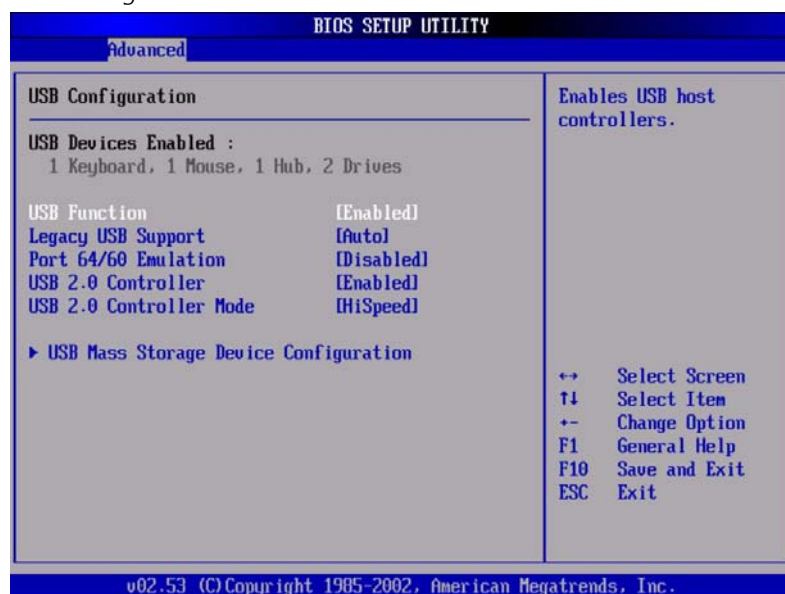 BIOS SETUP UTILITY
Advanced
USB Configuration
USB Devices Enabled :
1 Keyboard, 1 Mouse, 1 Hub, 2 Drives
USB Function [Enabled]
Legacy USB Support [Auto]
Port 64/60 Emulation [Disabled]
USB 2.0 Controller [Enabled]
USB 2.0 Controller Mode [HiSpeed]
► USB Mass Storage Device Configuration
Enables USB host
controllers.
↔ Select Screen
↑↓ Select Item
+- Change Option
F1 General Help
F10 Save and Exit
ESC Exit
v02.53 (C)Copyright 1985-2002, American Megatrends, Inc.